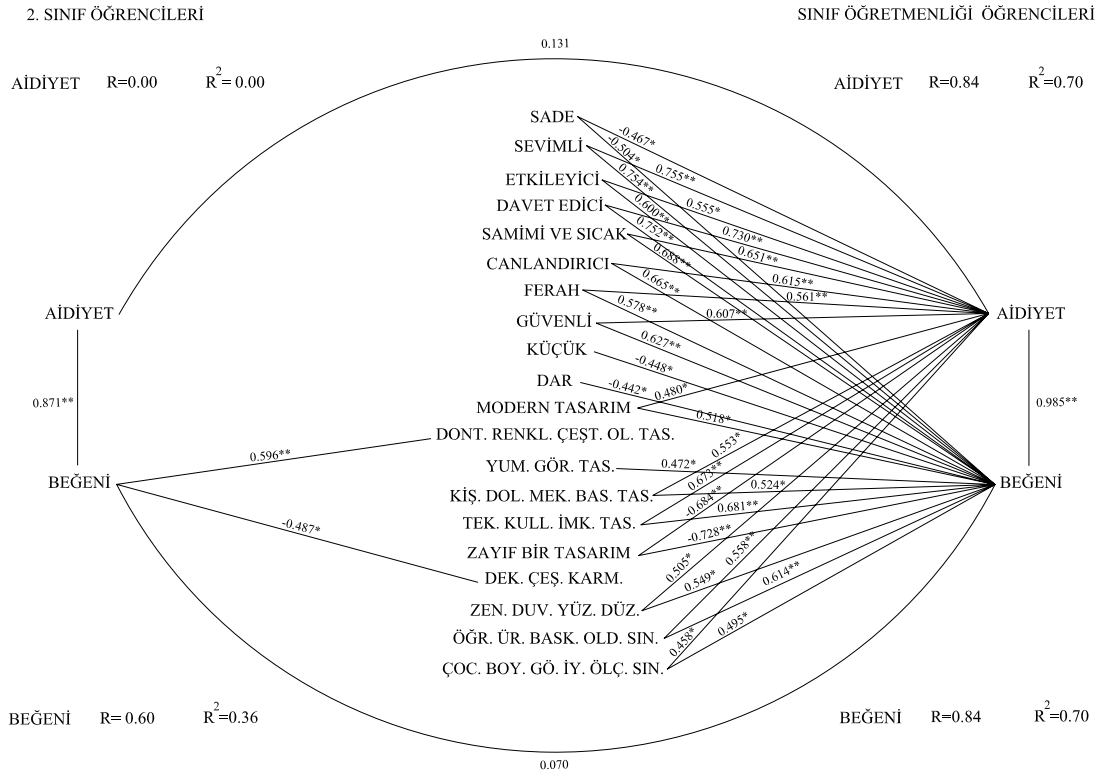 2. SINIF ÖĞRENCİLERİ
SINIF ÖĞRETMENLİĞİ ÖĞRENCİLERİ
0.131
AİDİYET R=0.00 R2= 0.00
AİDİYET R=0.84 R2=0.70
SADE
-0.467*
-0.504*
SEVİMLİ
0.755**
0.754**
ETKİLEYİCİ
0.555*
0.600**
DAVET EDİCİ
0.730**
0.752**
SAMİMİ VE SICAK
0.651**
0.688**
CANLANDIRICI
0.615**
0.665**
FERAH
0.561**
0.578**
AİDİYET
AİDİYET
GÜVENLİ
0.607**
0.627**
KÜÇÜK
-0.448*
DAR
-0.442*
0.871**
0.985**
MODERN TASARIM
0.480*
0.518*
DONT. RENKL. ÇEŞT. OL. TAS.
0.596**
YUM. GÖR. TAS.
0.472*
BEĞENİ
BEĞENİ
KİŞ. DOL. MEK. BAS. TAS.
0.553*
0.524*
TEK. KULL. İMK. TAS.
0.673**
0.681**
ZAYIF BİR TASARIM
-0.684**
-0.728**
-0.487*
DEK. ÇEŞ. KARM.
ZEN. DUV. YÜZ. DÜZ.
0.505*
0.549*
ÖĞR. ÜR. BASK. OLD. SIN.
0.558**
0.614**
ÇOC. BOY. GÖ. İY. ÖLÇ. SIN.
0.458*
0.495*
BEĞENİ R= 0.60 R2=0.36
BEĞENİ R=0.84 R2=0.70
0.070